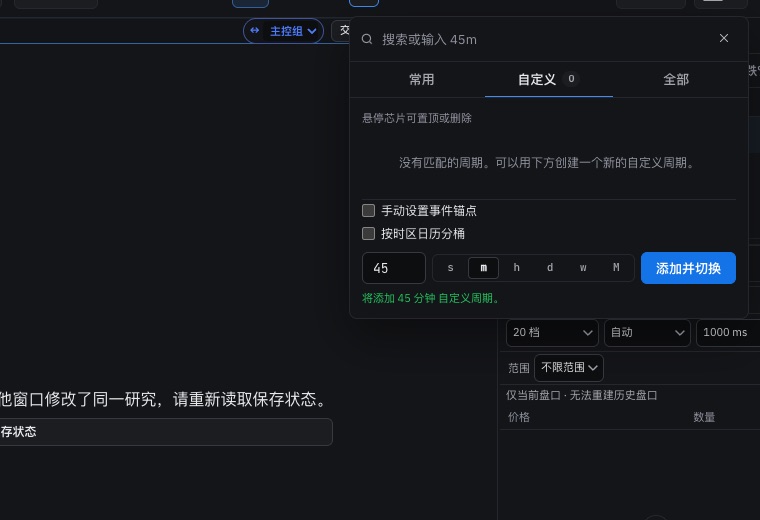 主控组
交
搜索或输入 45m
常用
自定义 0
全部
悬停芯片可置顶或删除
没有匹配的周期。可以用下方创建一个新的自定义周期。
手动设置事件锚点
按时区日历分桶
45 s m h d w M 添加并切换
将添加 45 分钟 自定义周期。
20 档 自动 1000 ms
范围 不限范围
他窗口修改了同一研究，请重新读取保存状态。
仅当前盘口 · 无法重建历史盘口
价格 数量
存状态